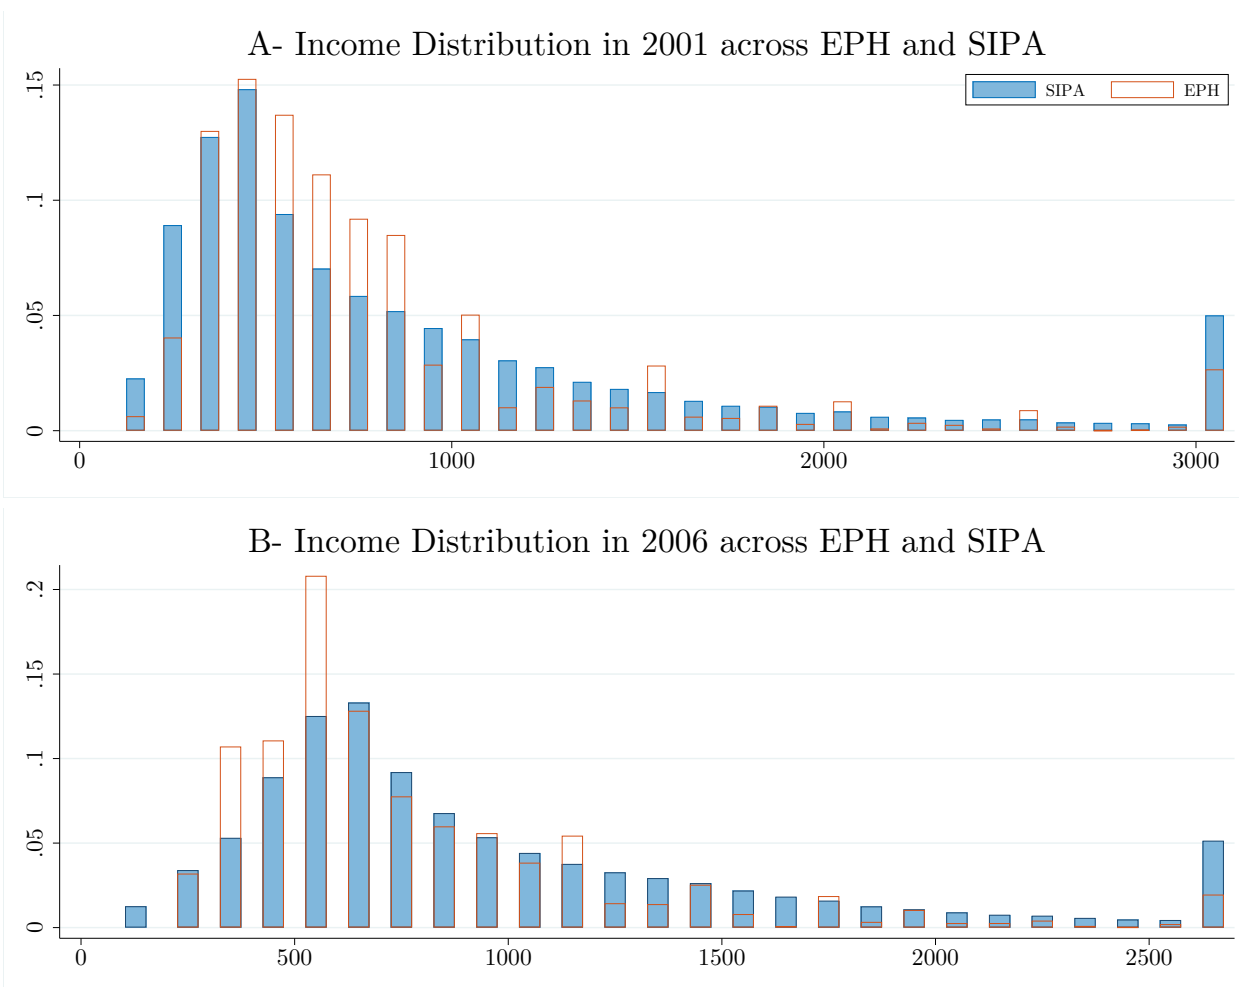 A- Income Distribution in 2001 across EPH and SIPA
SIPA EPH
.15
.1
.05
0
0 1000 2000 3000
B- Income Distribution in 2006 across EPH and SIPA
.2
.15
.1
.05
0
0 500 1000 1500 2000 2500